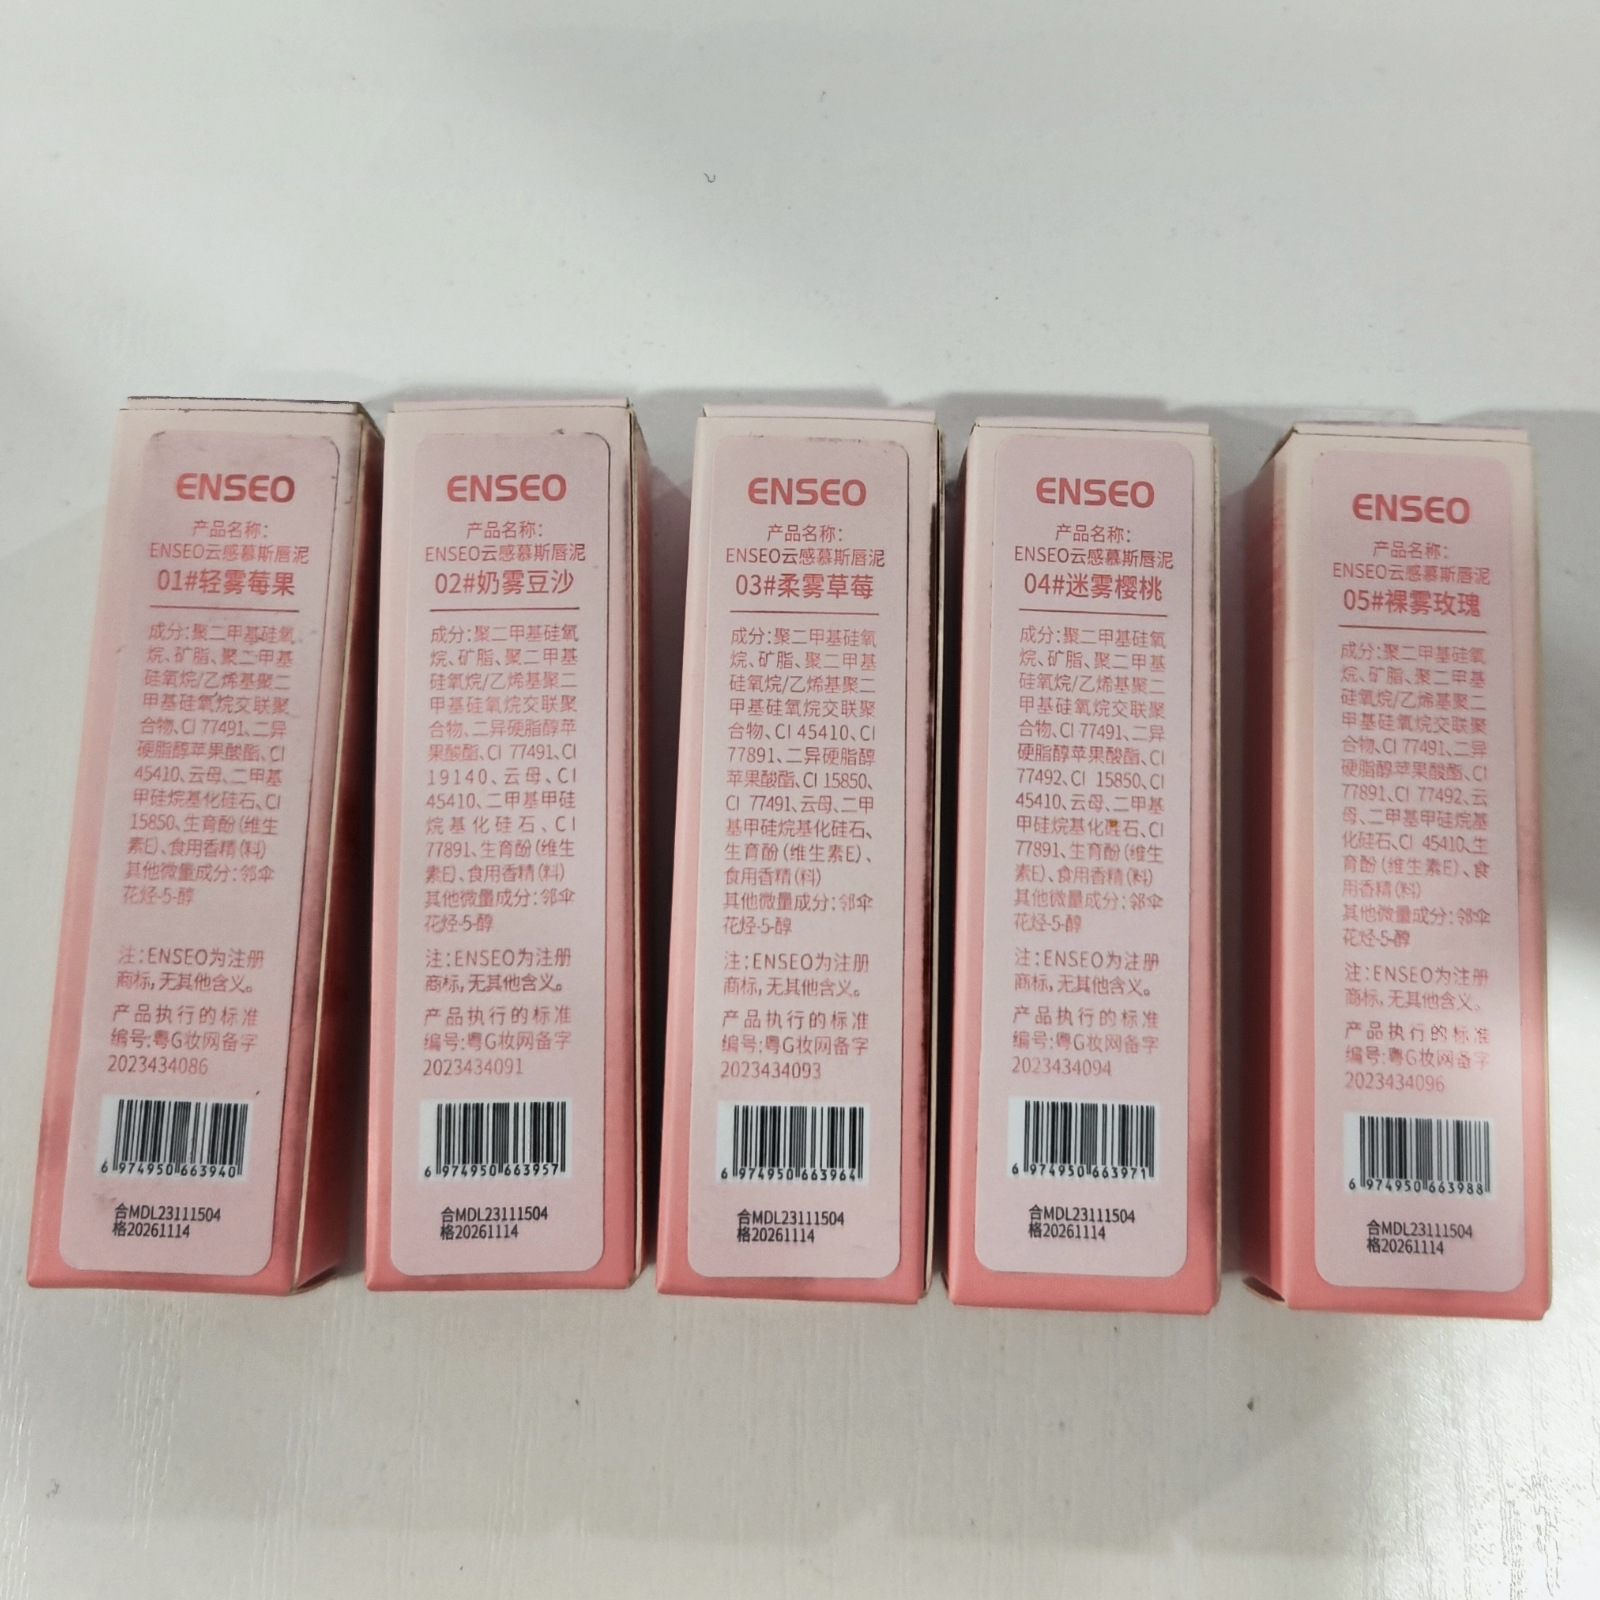 ENSEO
产品名称：
ENSEO云感慕斯唇泥
01#轻雾莓果
成分：聚二甲基硅氧
烷、矿脂、聚二甲基
硅氧烷/乙烯基聚二
甲基硅氧烷交联聚
合物、CI 77491、二异
硬脂醇苹果酸酯、CI
45410、云母、二甲基
甲硅烷基化硅石、CI
15850、生育酚（维生
素E）、食用香精（料）
其他微量成分：邻伞
花烃-5-醇
注：ENSEO为注册
商标，无其他含义。
产品执行的标准
编号：粤G妆网备字
2023434086
6 974950 663940
合MDL23111504
格20261114
ENSEO
产品名称：
ENSEO云感慕斯唇泥
02#奶雾豆沙
成分：聚二甲基硅氧
烷、矿脂、聚二甲基
硅氧烷/乙烯基聚二
甲基硅氧烷交联聚
合物、二异硬脂醇苹
果酸酯、CI 77491、CI
19140、云母、CI
45410、二甲基甲硅
烷基化硅石、CI
77891、生育酚（维生
素E）、食用香精（料）
其他微量成分：邻伞
花烃-5-醇
注：ENSEO为注册
商标，无其他含义。
产品执行的标准
编号：粤G妆网备字
2023434091
6 974950 663957
合MDL23111504
格20261114
ENSEO
产品名称：
ENSEO云感慕斯唇泥
03#柔雾草莓
成分：聚二甲基硅氧
烷、矿脂、聚二甲基
硅氧烷/乙烯基聚二
甲基硅氧烷交联聚
合物、CI 45410、CI
77891、二异硬脂醇
苹果酸酯、CI 15850、
CI 77491、云母、二甲
基甲硅烷基化硅石、
生育酚（维生素E）、
食用香精（料）
其他微量成分：邻伞
花烃-5-醇
注：ENSEO为注册
商标，无其他含义。
产品执行的标准
编号：粤G妆网备字
2023434093
6 974950 663964
合MDL23111504
格20261114
ENSEO
产品名称：
ENSEO云感慕斯唇泥
04#迷雾樱桃
成分：聚二甲基硅氧
烷、矿脂、聚二甲基
硅氧烷/乙烯基聚二
甲基硅氧烷交联聚
合物、CI 77491、二异
硬脂醇苹果酸酯、CI
77492、CI 15850、CI
45410、云母、二甲基
甲硅烷基化硅石、CI
77891、生育酚（维生
素E）、食用香精（料）
其他微量成分：邻伞
花烃-5-醇
注：ENSEO为注册
商标，无其他含义。
产品执行的标准
编号：粤G妆网备字
2023434094
6 974950 663971
合MDL23111504
格20261114
ENSEO
产品名称：
ENSEO云感慕斯唇泥
05#裸雾玫瑰
成分：聚二甲基硅氧
烷、矿脂、聚二甲基
硅氧烷/乙烯基聚二
甲基硅氧烷交联聚
合物、CI 77491、二异
硬脂醇苹果酸酯、CI
77891、CI 77492、云
母、二甲基甲硅烷基
化硅石、CI 45410、生
育酚（维生素E）、食
用香精（料）
其他微量成分：邻伞
花烃-5-醇
注：ENSEO为注册
商标，无其他含义。
产品执行的标准
编号：粤G妆网备字
2023434096
6 974950 663988
合MDL23111504
格20261114